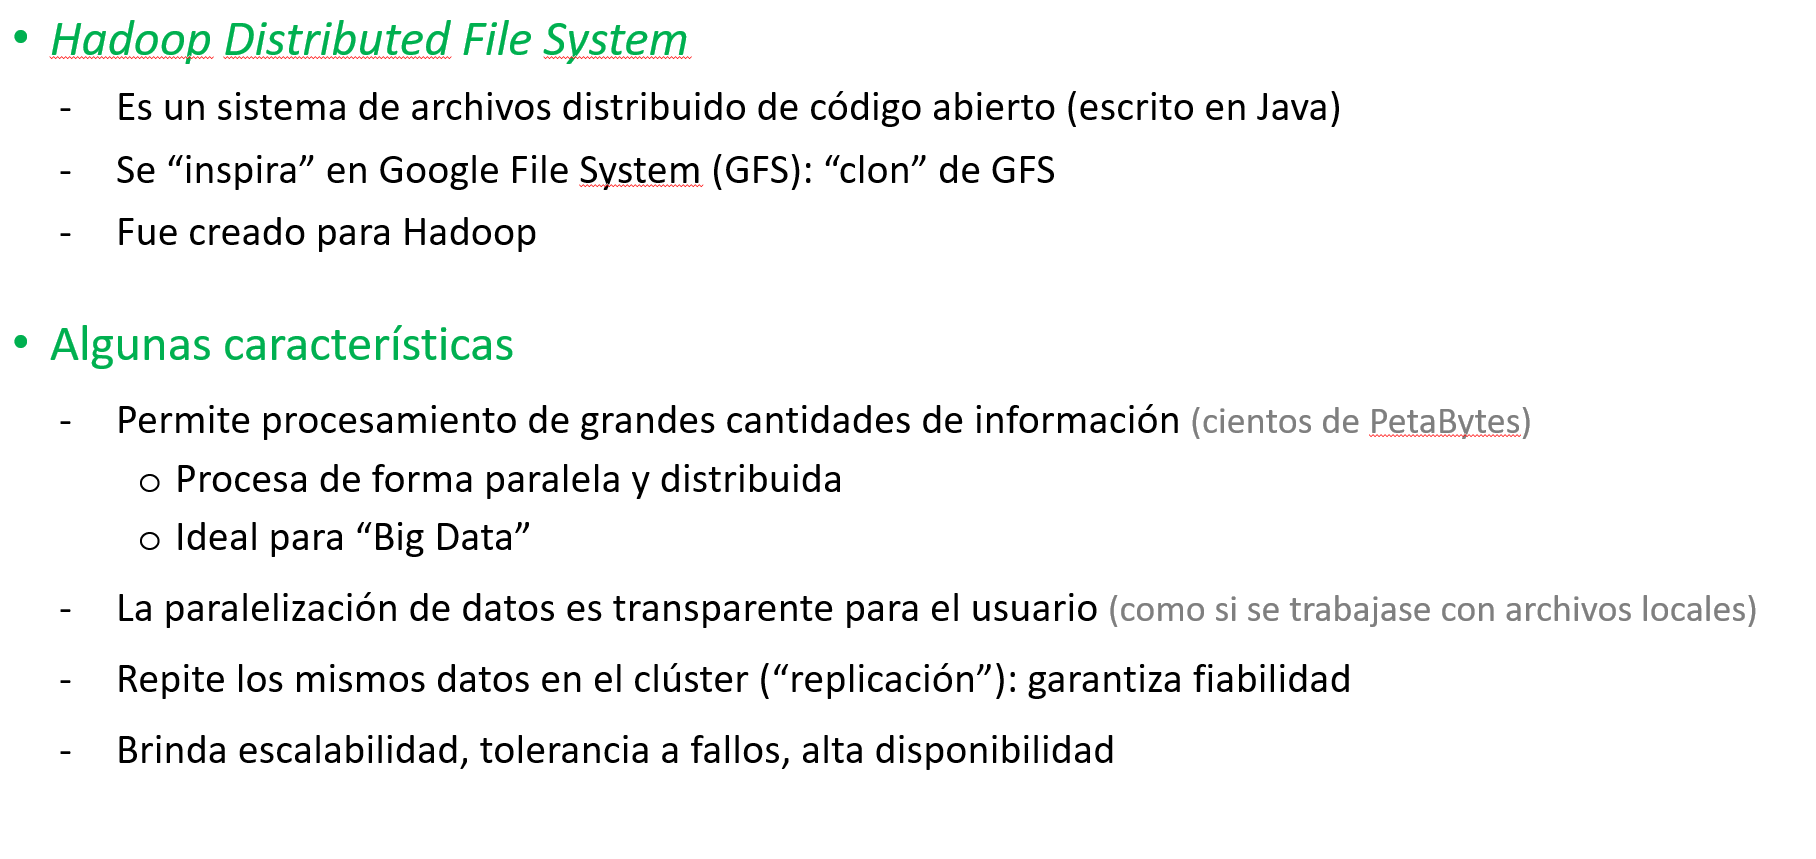 • Hadoop Distributed File System
- Es un sistema de archivos distribuido de código abierto (escrito en Java)
- Se “inspira” en Google File System (GFS): “clon” de GFS
- Fue creado para Hadoop
• Algunas características
- Permite procesamiento de grandes cantidades de información (cientos de PetaBytes)
o Procesa de forma paralela y distribuida
o Ideal para “Big Data”
- La paralelización de datos es transparente para el usuario (como si se trabajase con archivos locales)
- Repite los mismos datos en el clúster (“replicación”): garantiza fiabilidad
- Brinda escalabilidad, tolerancia a fallos, alta disponibilidad